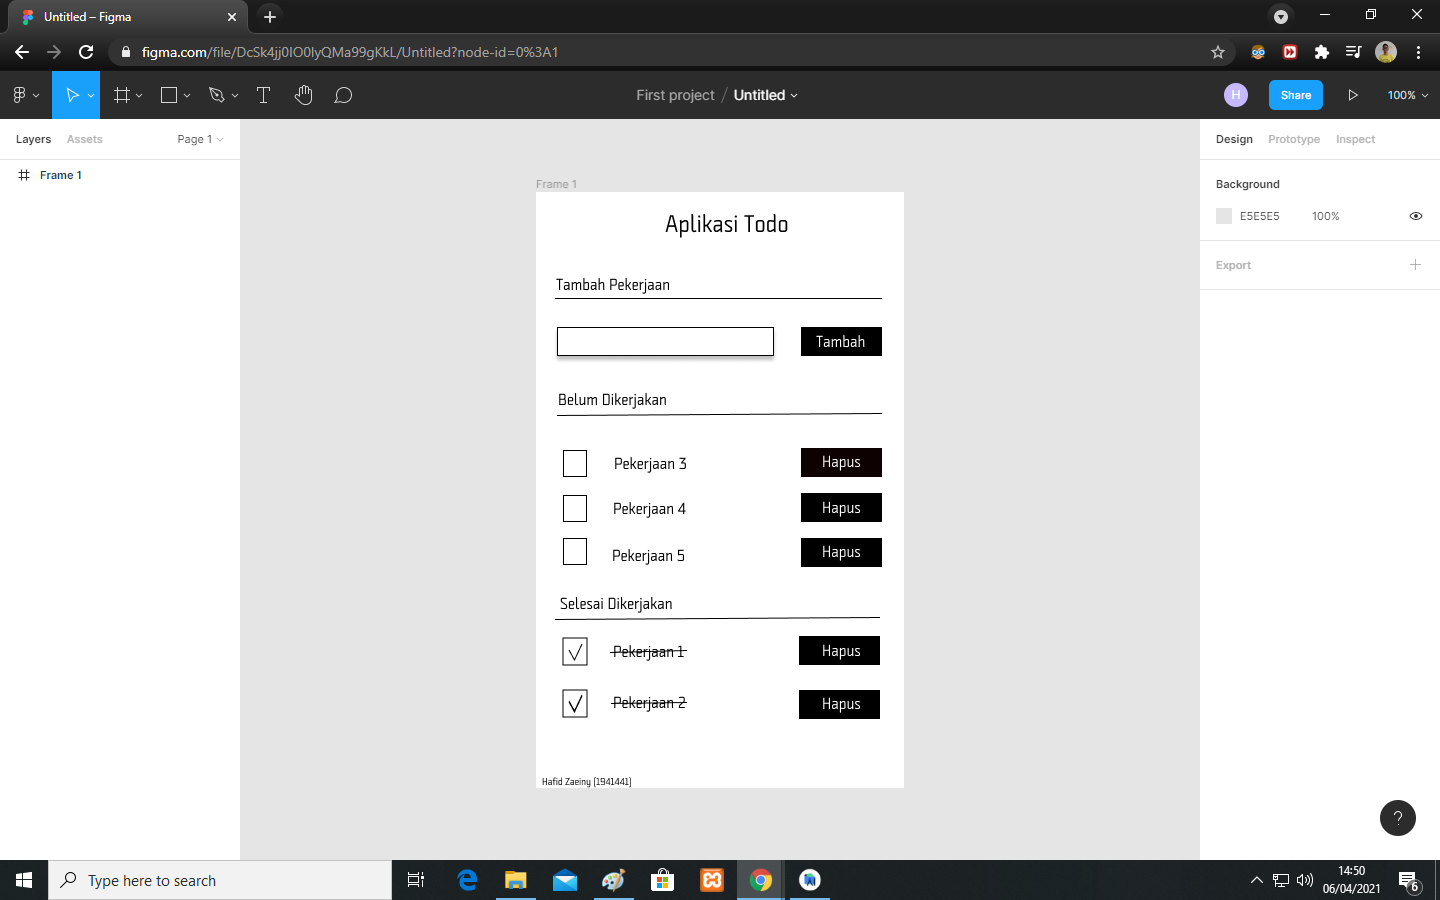 Untitled – Figma
figma.com/file/DcSk4jj0IO0lyQMa99gKkL/Untitled?node-id=0%3A1
First project / Untitled
H
Share
100%
Layers
Assets
Page 1
Design
Prototype
Inspect
Frame 1
Background
E5E5E5
100%
Export
Frame 1
Aplikasi Todo
Tambah Pekerjaan
Tambah
Belum Dikerjakan
Pekerjaan 3
Hapus
Pekerjaan 4
Hapus
Pekerjaan 5
Hapus
Selesai Dikerjakan
Pekerjaan 1
Hapus
Pekerjaan 2
Hapus
Hafid Zaeiny (1941441)
?
Type here to search
14:50
06/04/2021
6